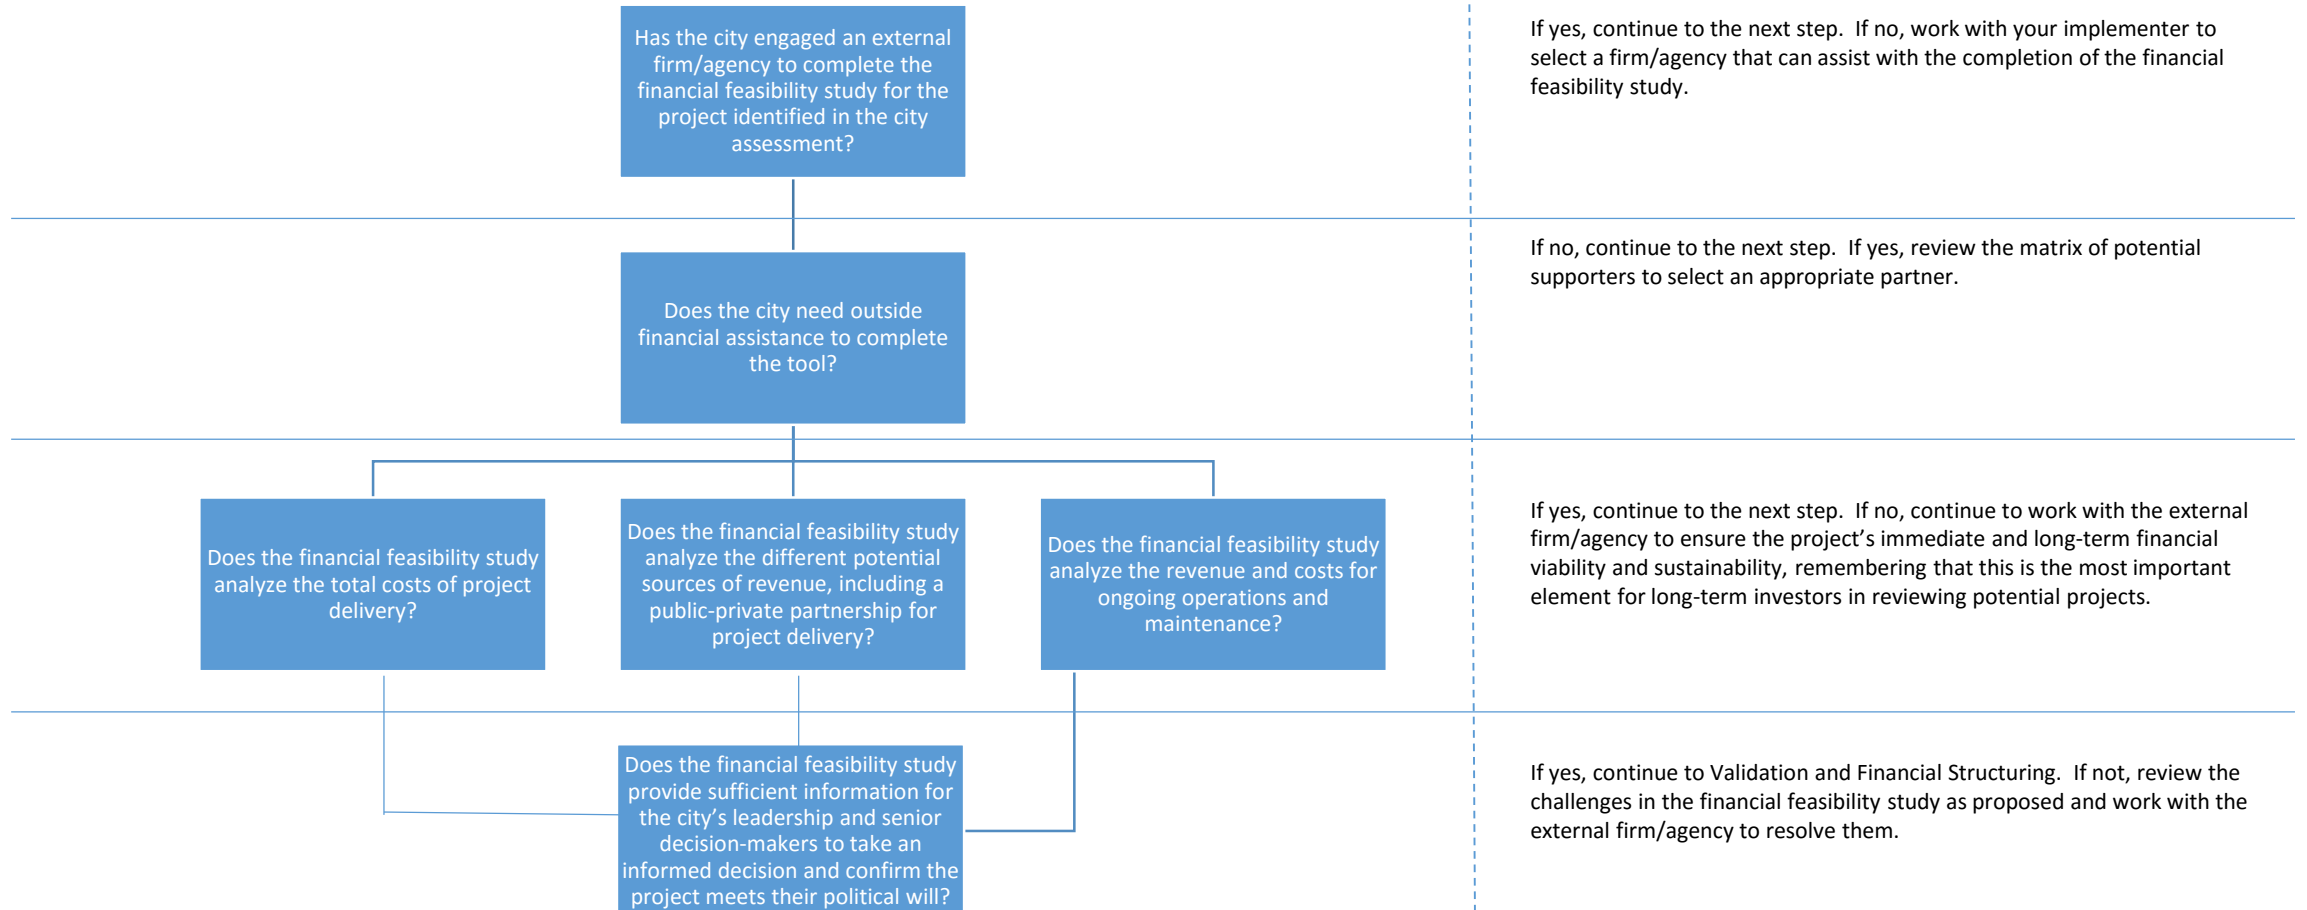 Has the city engaged an external
firm/agency to complete the
financial feasibility study for the
project identified in the city
assessment?
If yes, continue to the next step.  If no, work with your implementer to
select a firm/agency that can assist with the completion of the financial
feasibility study.
Does the city need outside
financial assistance to complete
the tool?
If no, continue to the next step.  If yes, review the matrix of potential
supporters to select an appropriate partner.
Does the financial feasibility study
analyze the total costs of project
delivery?
Does the financial feasibility study
analyze the different potential
sources of revenue, including a
public-private partnership for
project delivery?
Does the financial feasibility study
analyze the revenue and costs for
ongoing operations and
maintenance?
If yes, continue to the next step.  If no, continue to work with the external
firm/agency to ensure the project’s immediate and long-term financial
viability and sustainability, remembering that this is the most important
element for long-term investors in reviewing potential projects.
Does the financial feasibility study
provide sufficient information for
the city’s leadership and senior
decision-makers to take an
informed decision and confirm the
project meets their political will?
If yes, continue to Validation and Financial Structuring.  If not, review the
challenges in the financial feasibility study as proposed and work with the
external firm/agency to resolve them.